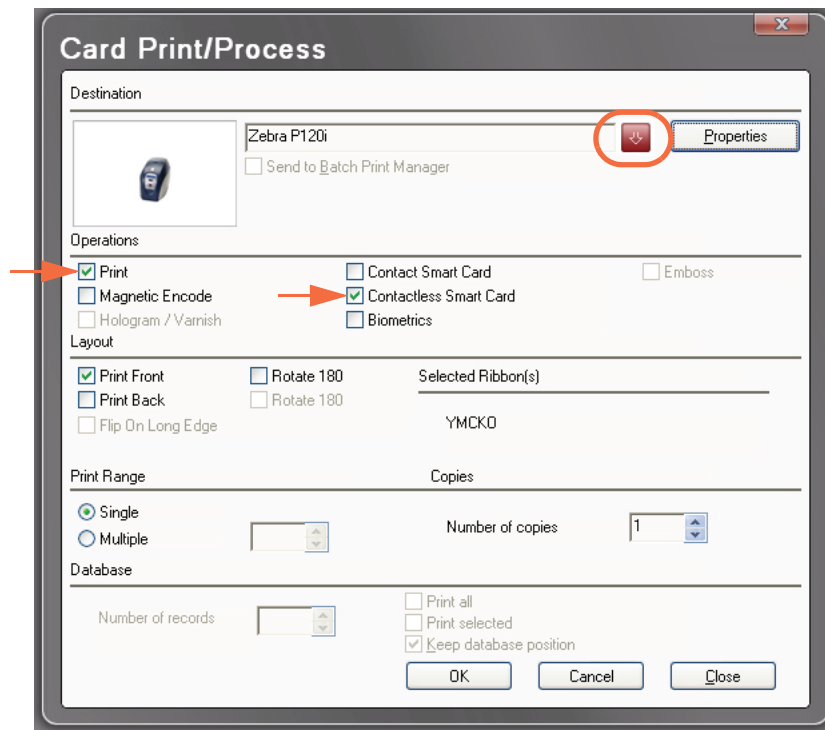 Card Print/Process
Destination
Zebra P120i
Properties
Send to Batch Print Manager
Operations
Print
Contact Smart Card
Emboss
Magnetic Encode
Contactless Smart Card
Hologram / Varnish
Biometrics
Layout
Print Front
Rotate 180
Selected Ribbon(s)
Print Back
Rotate 180
Flip On Long Edge
YMCKO
Print Range
Copies
Single
Number of copies
1
Multiple
Database
Number of records
Print all
Print selected
Keep database position
OK
Cancel
Close